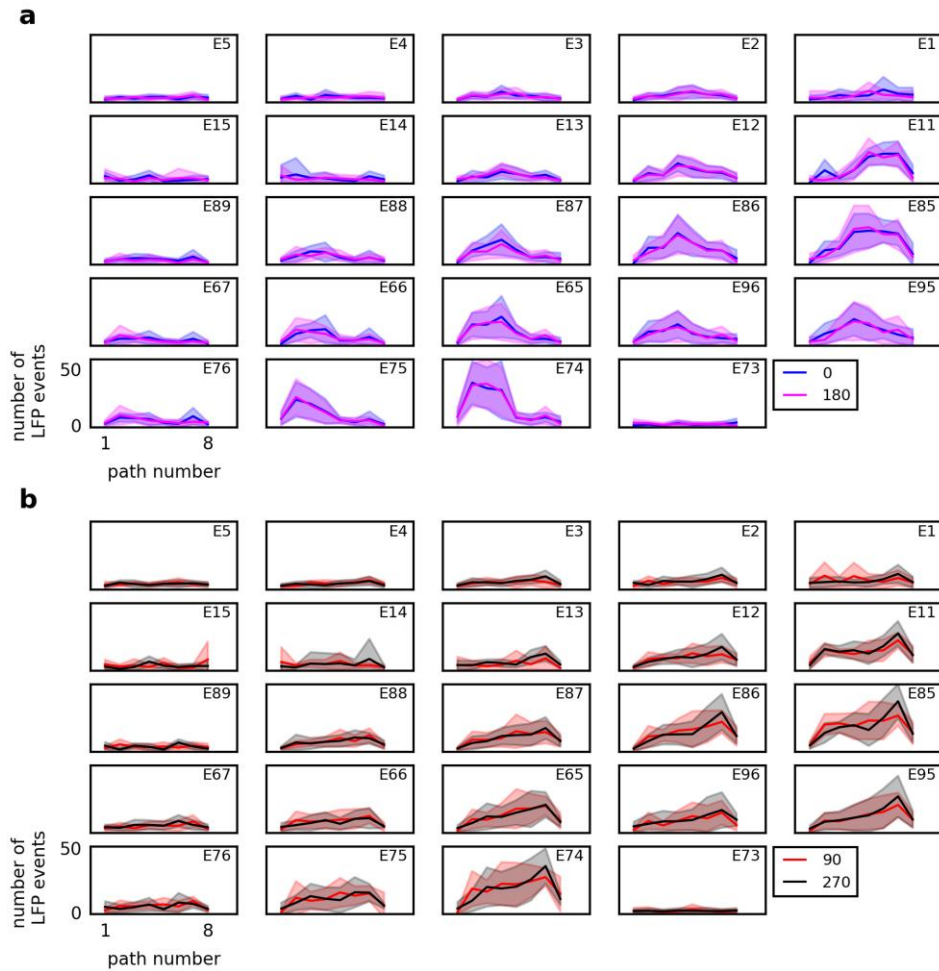 a
E5 E4 E3 E2 E1
E15 E14 E13 E12 E11
E89 E88 E87 E86 E85
E67 E66 E65 E96 E95
E76 E75 E74 E73
number of
LFP events
50
0
1 8
path number
0
180
b
E5 E4 E3 E2 E1
E15 E14 E13 E12 E11
E89 E88 E87 E86 E85
E67 E66 E65 E96 E95
E76 E75 E74 E73
number of
LFP events
50
0
1 8
path number
90
270